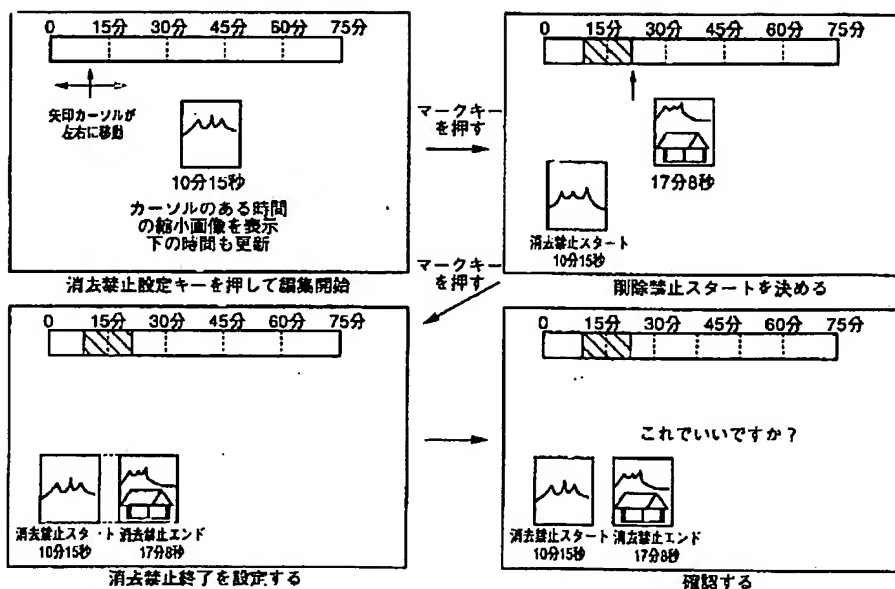 0 15分 30分 45分 60分 75分
矢印カーソルが
左右に移動
10分15秒
カーソルのある時間
の縮小画像を表示
下の時間も更新
消去禁止設定キーを押して編集開始
マークキー
を押す
0 15分 30分 45分 60分 75分
17分8秒
消去禁止スタート
10分15秒
削除禁止スタートを決める
マークキー
を押す
0 15分 30分 45分 60分 75分
消去禁止スタート 消去禁止エンド
10分15秒 17分8秒
消去禁止終了を設定する
0 15分 30分 45分 60分 75分
これでいいですか？
消去禁止スタート 消去禁止エンド
10分15秒 17分8秒
確認する